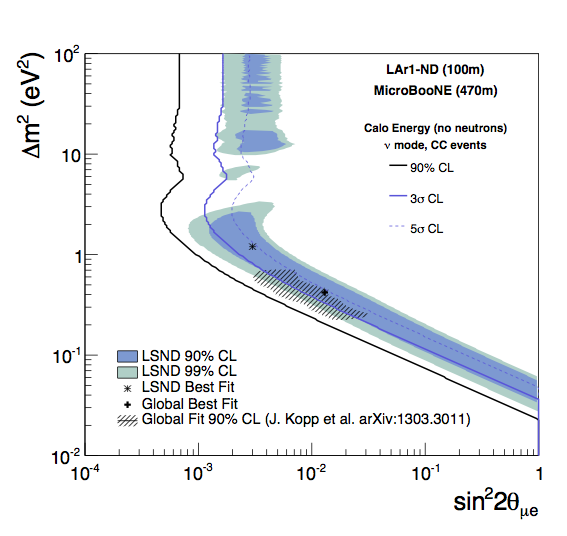 Δm² (eV²)
10²
10
1
10⁻¹
10⁻²
LAr1-ND (100m)
MicroBooNE (470m)
Calo Energy (no neutrons)
ν mode, CC events
90% CL
3σ CL
5σ CL
LSND 90% CL
LSND 99% CL
LSND Best Fit
Global Best Fit
Global Fit 90% CL (J. Kopp et al. arXiv:1303.3011)
10⁻⁴
10⁻³
10⁻²
10⁻¹
1
sin²2θμe